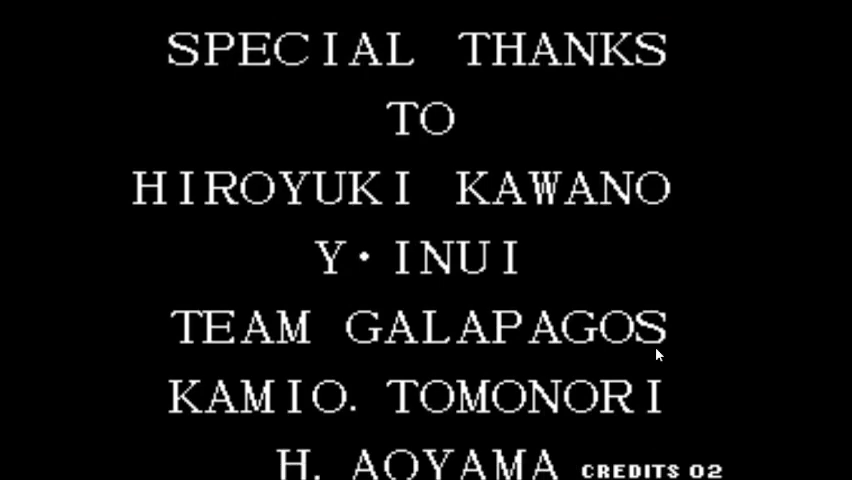 SPECIAL THANKS
TO
HIROYUKI KAWANO
Y·INUI
TEAM GALAPAGOS
KAMIO. TOMONORI
H. AOYAMA
CREDITS 02